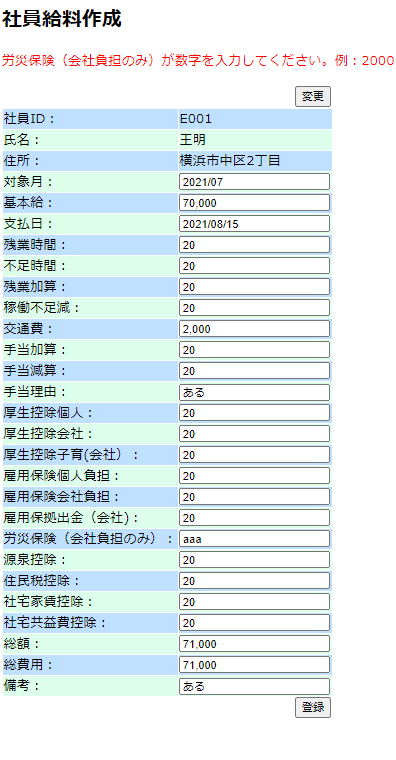 社員給料作成
労災保険（会社負担のみ）が数字を入力してください。例：2000
変更
社員ID： E001
氏名： 王明
住所： 横浜市中区2丁目
対象月： 2021/07
基本給： 70,000
支払日： 2021/08/15
残業時間： 20
不足時間： 20
残業加算： 20
稼働不足減： 20
交通費： 2,000
手当加算： 20
手当減算： 20
手当理由： ある
厚生控除個人： 20
厚生控除会社： 20
厚生控除子育(会社）： 20
雇用保険個人負担： 20
雇用保険会社負担： 20
雇用保拠出金（会社)： 20
労災保険（会社負担のみ）： aaa
源泉控除： 20
住民税控除： 20
社宅家賃控除： 20
社宅共益費控除： 20
総額： 71,000
総費用： 71,000
備考： ある
登録